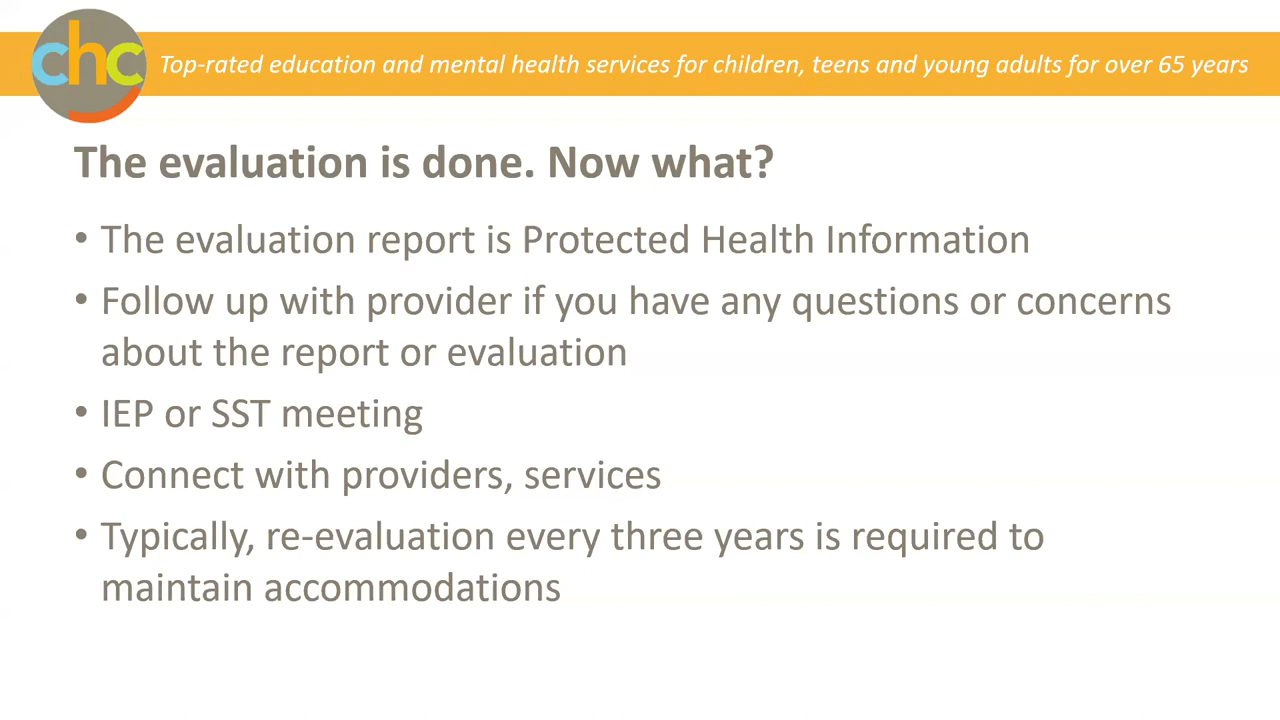 chc
Top-rated education and mental health services for children, teens and young adults for over 65 years
The evaluation is done. Now what?
• The evaluation report is Protected Health Information
• Follow up with provider if you have any questions or concerns
about the report or evaluation
• IEP or SST meeting
• Connect with providers, services
• Typically, re-evaluation every three years is required to
maintain accommodations